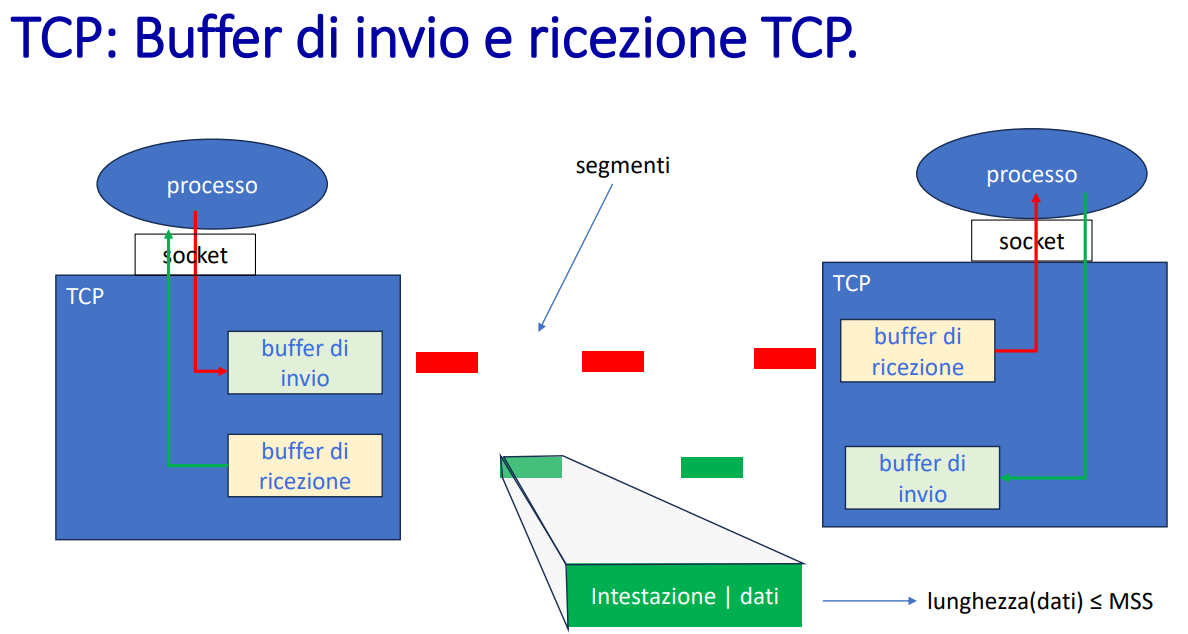 TCP: Buffer di invio e ricezione TCP.
processo
segmenti
processo
socket
socket
TCP
TCP
buffer di
invio
buffer di
ricezione
buffer di
ricezione
buffer di
invio
Intestazione | dati
lunghezza(dati) ≤ MSS